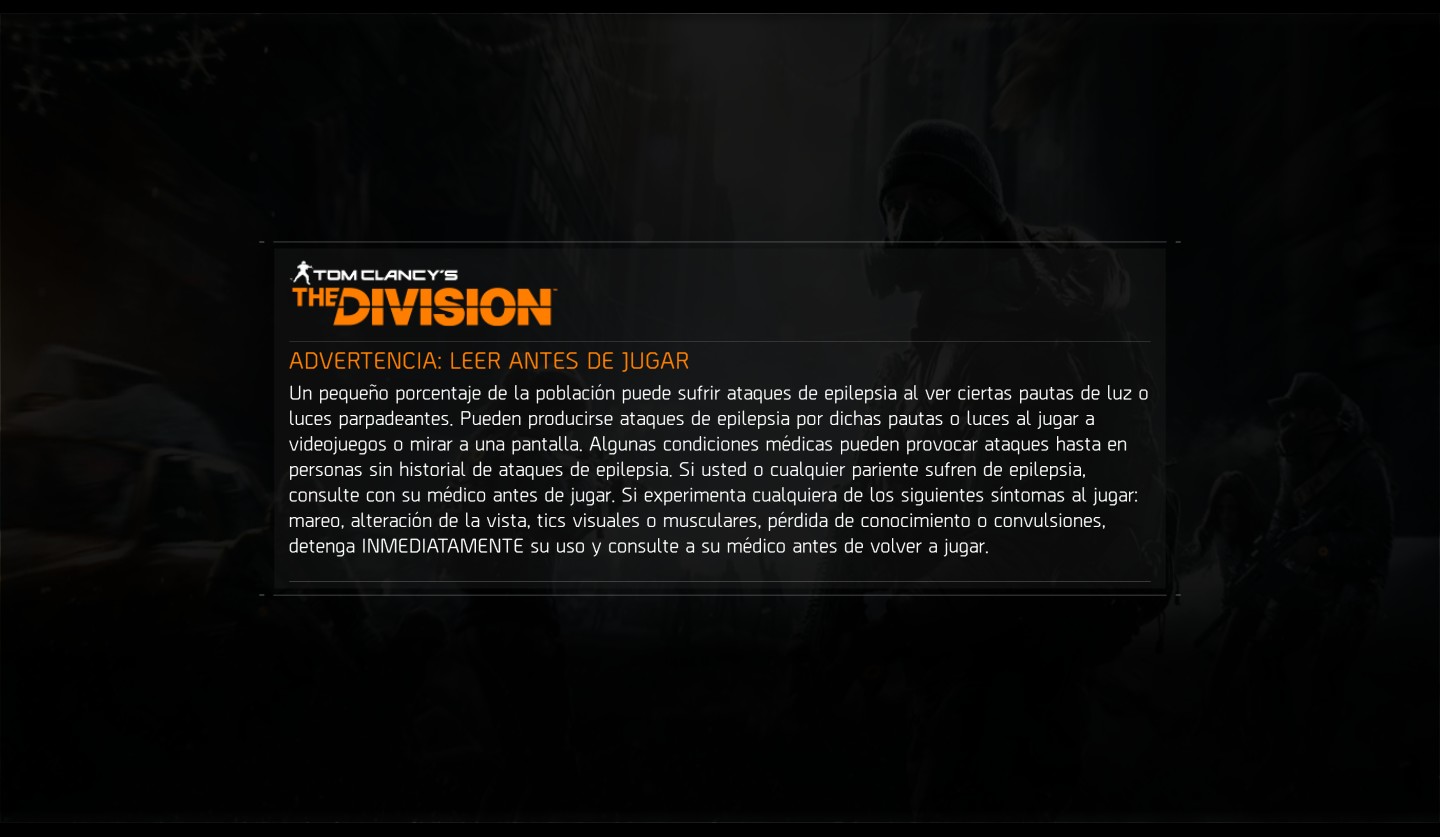 TOM CLANCY'S
THE DIVISION™
ADVERTENCIA: LEER ANTES DE JUGAR
Un pequeño porcentaje de la población puede sufrir ataques de epilepsia al ver ciertas pautas de luz o
luces parpadeantes. Pueden producirse ataques de epilepsia por dichas pautas o luces al jugar a
videojuegos o mirar a una pantalla. Algunas condiciones médicas pueden provocar ataques hasta en
personas sin historial de ataques de epilepsia. Si usted o cualquier pariente sufren de epilepsia,
consulte con su médico antes de jugar. Si experimenta cualquiera de los siguientes síntomas al jugar:
mareo, alteración de la vista, tics visuales o musculares, pérdida de conocimiento o convulsiones,
detenga INMEDIATAMENTE su uso y consulte a su médico antes de volver a jugar.